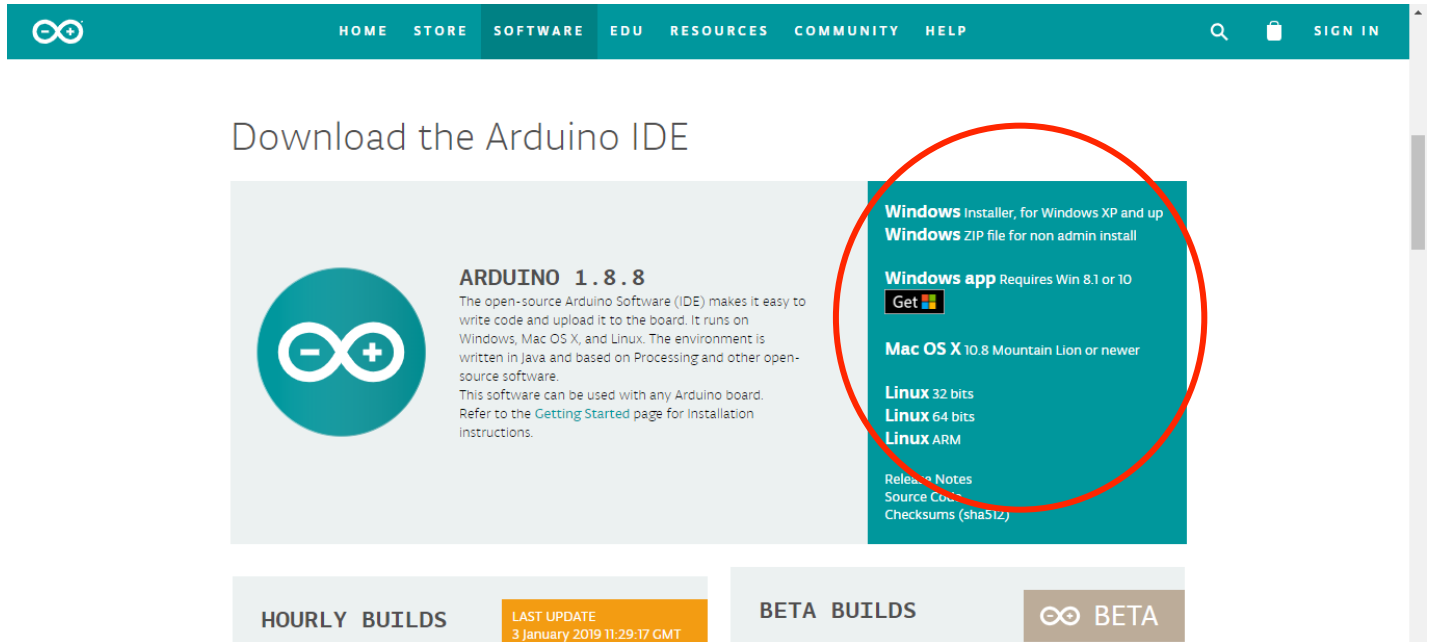 HOME STORE SOFTWARE EDU RESOURCES COMMUNITY HELP SIGN IN
Download the Arduino IDE
ARDUINO 1.8.8
The open-source Arduino Software (IDE) makes it easy to
write code and upload it to the board. It runs on
Windows, Mac OS X, and Linux. The environment is
written in Java and based on Processing and other open-
source software.
This software can be used with any Arduino board.
Refer to the Getting Started page for Installation
instructions.
Windows Installer, for Windows XP and up
Windows ZIP file for non admin install
Windows app Requires Win 8.1 or 10
Get
Mac OS X 10.8 Mountain Lion or newer
Linux 32 bits
Linux 64 bits
Linux ARM
Release Notes
Source Code
Checksums (sha512)
HOURLY BUILDS
LAST UPDATE
3 January 2019 11:29:17 GMT
BETA BUILDS
BETA